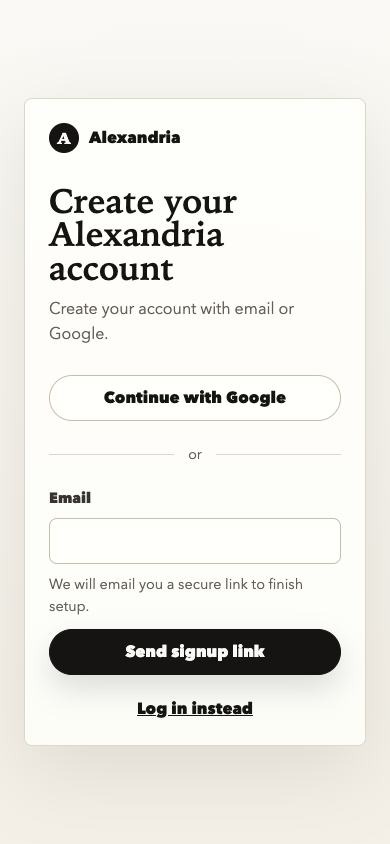 A Alexandria
Create your
Alexandria
account
Create your account with email or
Google.
Continue with Google
or
Email
We will email you a secure link to finish
setup.
Send signup link
Log in instead